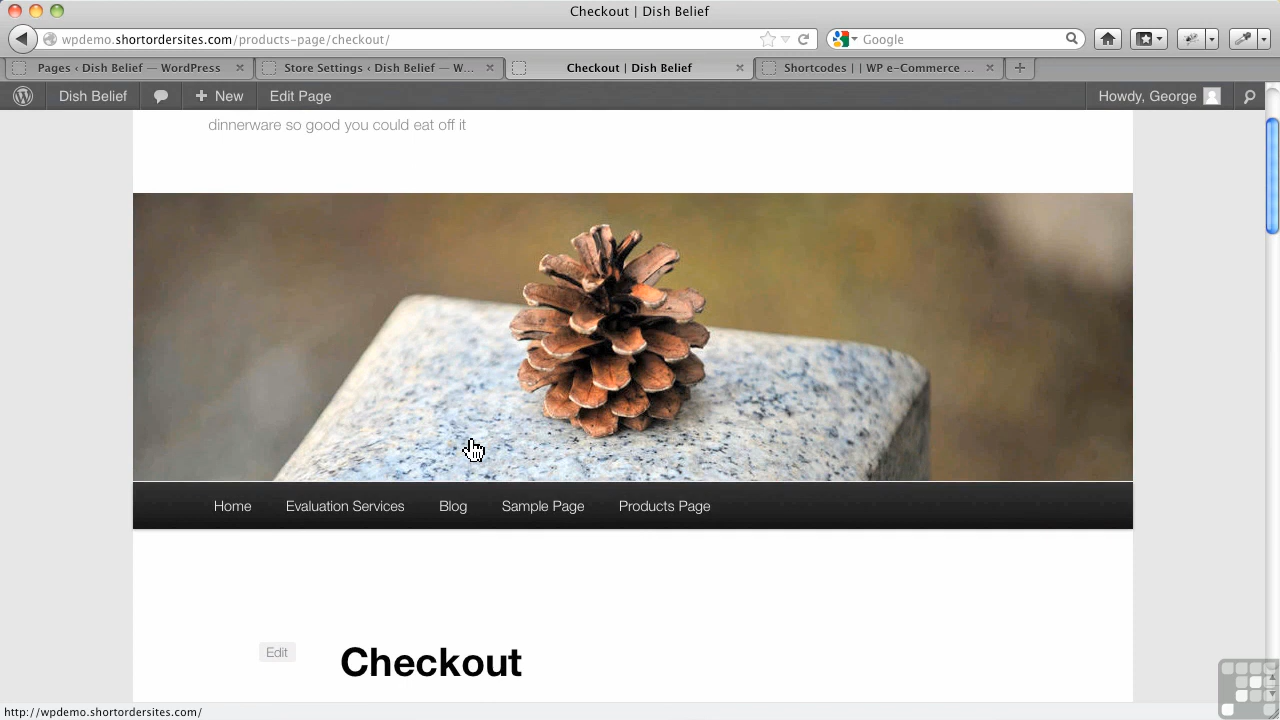 Checkout | Dish Belief
wpdemo.shortordersites.com/products-page/checkout/
Google
Pages ‹ Dish Belief — WordPress
Store Settings ‹ Dish Belief — W...
Checkout | Dish Belief
Shortcodes | | WP e-Commerce ...
Dish Belief
New
Edit Page
Howdy, George
dinnerware so good you could eat off it
Home
Evaluation Services
Blog
Sample Page
Products Page
Edit
Checkout
http://wpdemo.shortordersites.com/